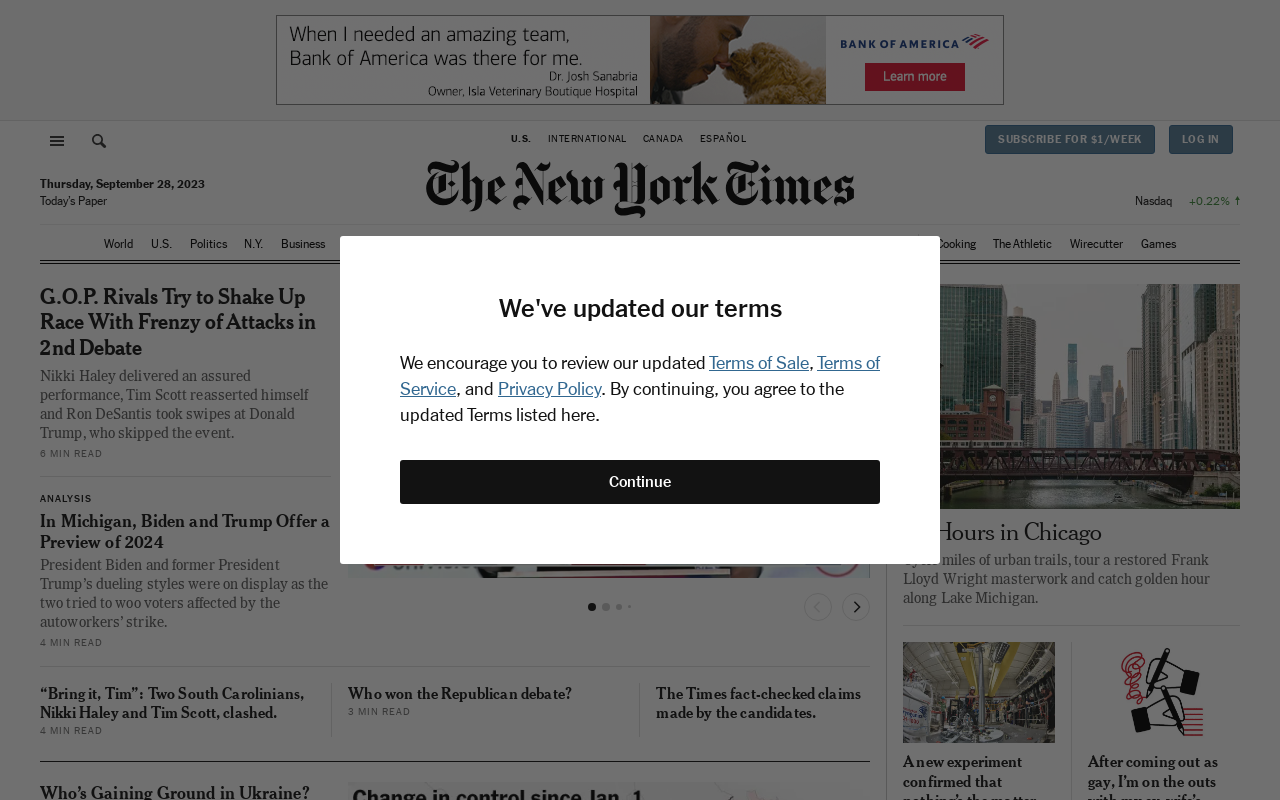 When I needed an amazing team,
Bank of America was there for me.
Dr. Josh Sanabria
Owner, Isla Veterinary Boutique Hospital
BANK OF AMERICA
Learn more
U.S. INTERNATIONAL CANADA ESPAÑOL
SUBSCRIBE FOR $1/WEEK LOG IN
The New York Times
Thursday, September 28, 2023
Today's Paper
Nasdaq +0.22%
World U.S. Politics N.Y. Business Cooking The Athletic Wirecutter Games
We've updated our terms
We encourage you to review our updated Terms of Sale, Terms of
Service, and Privacy Policy. By continuing, you agree to the
updated Terms listed here.
Continue
G.O.P. Rivals Try to Shake Up
Race With Frenzy of Attacks in
2nd Debate
Nikki Haley delivered an assured
performance, Tim Scott reasserted himself
and Ron DeSantis took swipes at Donald
Trump, who skipped the event.
6 MIN READ
ANALYSIS
In Michigan, Biden and Trump Offer a
Preview of 2024
President Biden and former President
Trump's dueling styles were on display as the
two tried to woo voters affected by the
autoworkers' strike.
4 MIN READ
Hours in Chicago
miles of urban trails, tour a restored Frank
Lloyd Wright masterwork and catch golden hour
along Lake Michigan.
“Bring it, Tim”: Two South Carolinians,
Nikki Haley and Tim Scott, clashed.
4 MIN READ
Who won the Republican debate?
3 MIN READ
The Times fact-checked claims
made by the candidates.
A new experiment
confirmed that
After coming out as
gay, I'm on the outs
Who's Gaining Ground in Ukraine?
Change in control since Jan. 1